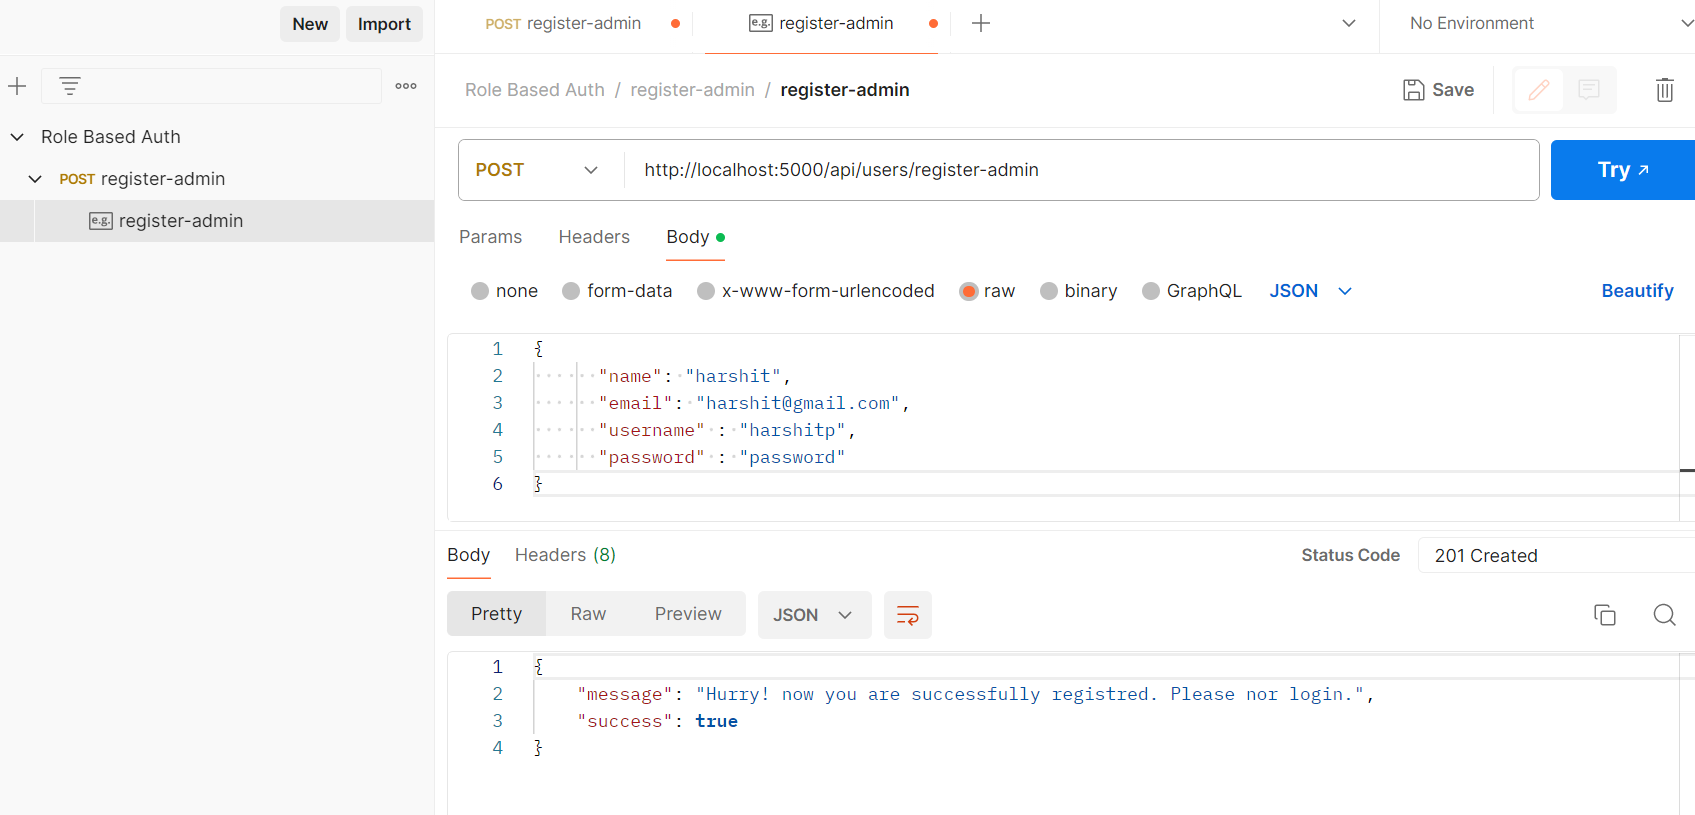 New Import
POST register-admin
e.g. register-admin
No Environment
Role Based Auth / register-admin / register-admin
Save
Role Based Auth
POST register-admin
e.g. register-admin
POST http://localhost:5000/api/users/register-admin
Try
Params Headers Body
none form-data x-www-form-urlencoded raw binary GraphQL JSON Beautify
1 {
2 "name": "harshit",
3 "email": "harshit@gmail.com",
4 "username" : "harshitp",
5 "password" : "password"
6 }
Body Headers (8) Status Code 201 Created
Pretty Raw Preview JSON
1 {
2 "message": "Hurry! now you are successfully registred. Please nor login.",
3 "success": true
4 }